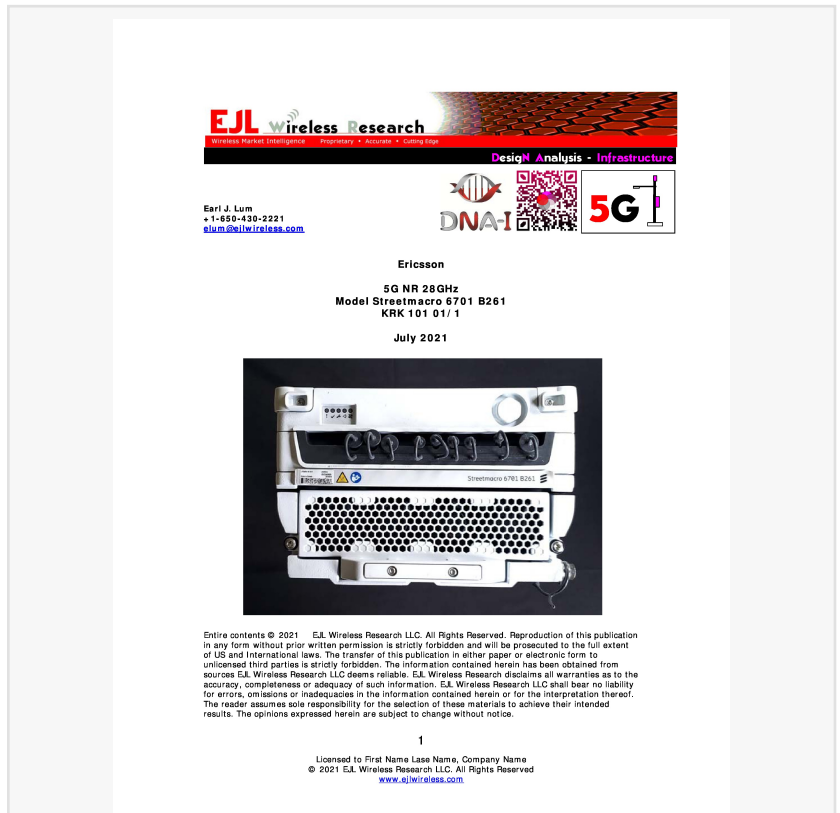 EJL Wireless Research
Wireless Market Intelligence Proprietary • Accurate • Cutting Edge
DesigN Analysis - Infrastructure
DNA-I
5G
Earl J. Lum
+1-650-430-2221
elum@ejlwireless.com
Ericsson
5G NR 28GHz
Model Streetmacro 6701 B261
KRK 101 01/1
July 2021
Streetmacro 6701 B261
Entire contents © 2021 EJL Wireless Research LLC. All Rights Reserved. Reproduction of this publication
in any form without prior written permission is strictly forbidden and will be prosecuted to the full extent
of US and International laws. The transfer of this publication in either paper or electronic form to
unlicensed third parties is strictly forbidden. The information contained herein has been obtained from
sources EJL Wireless Research LLC deems reliable. EJL Wireless Research disclaims all warranties as to the
accuracy, completeness or adequacy of such information. EJL Wireless Research LLC shall bear no liability
for errors, omissions or inadequacies in the information contained herein or for the interpretation thereof.
The reader assumes sole responsibility for the selection of these materials to achieve their intended
results. The opinions expressed herein are subject to change without notice.
1
Licensed to First Name Lase Name, Company Name
© 2021 EJL Wireless Research LLC. All Rights Reserved
www.ejlwireless.com